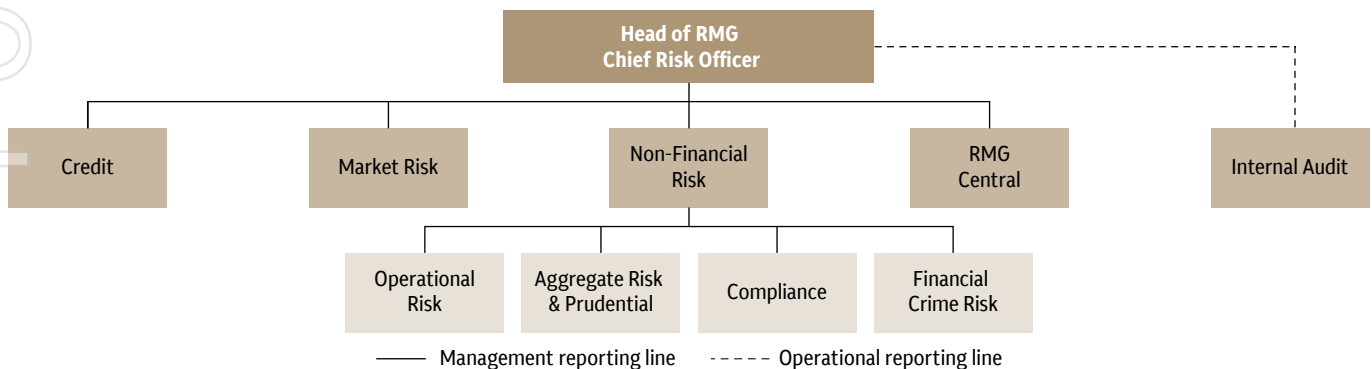 Head of RMG
Chief Risk Officer
Credit
Market Risk
Non-Financial
Risk
RMG
Central
Internal Audit
Operational
Risk
Aggregate Risk
& Prudential
Compliance
Financial
Crime Risk
Management reporting line
Operational reporting line